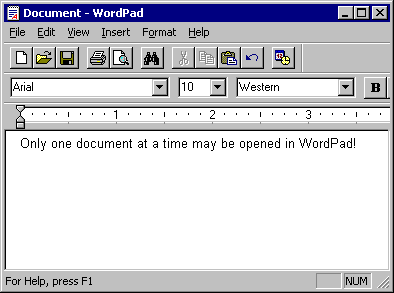 Document - WordPad
File Edit View Insert Format Help
Arial 10 Western B
1 2 3
Only one document at a time may be opened in WordPad!
For Help, press F1 NUM